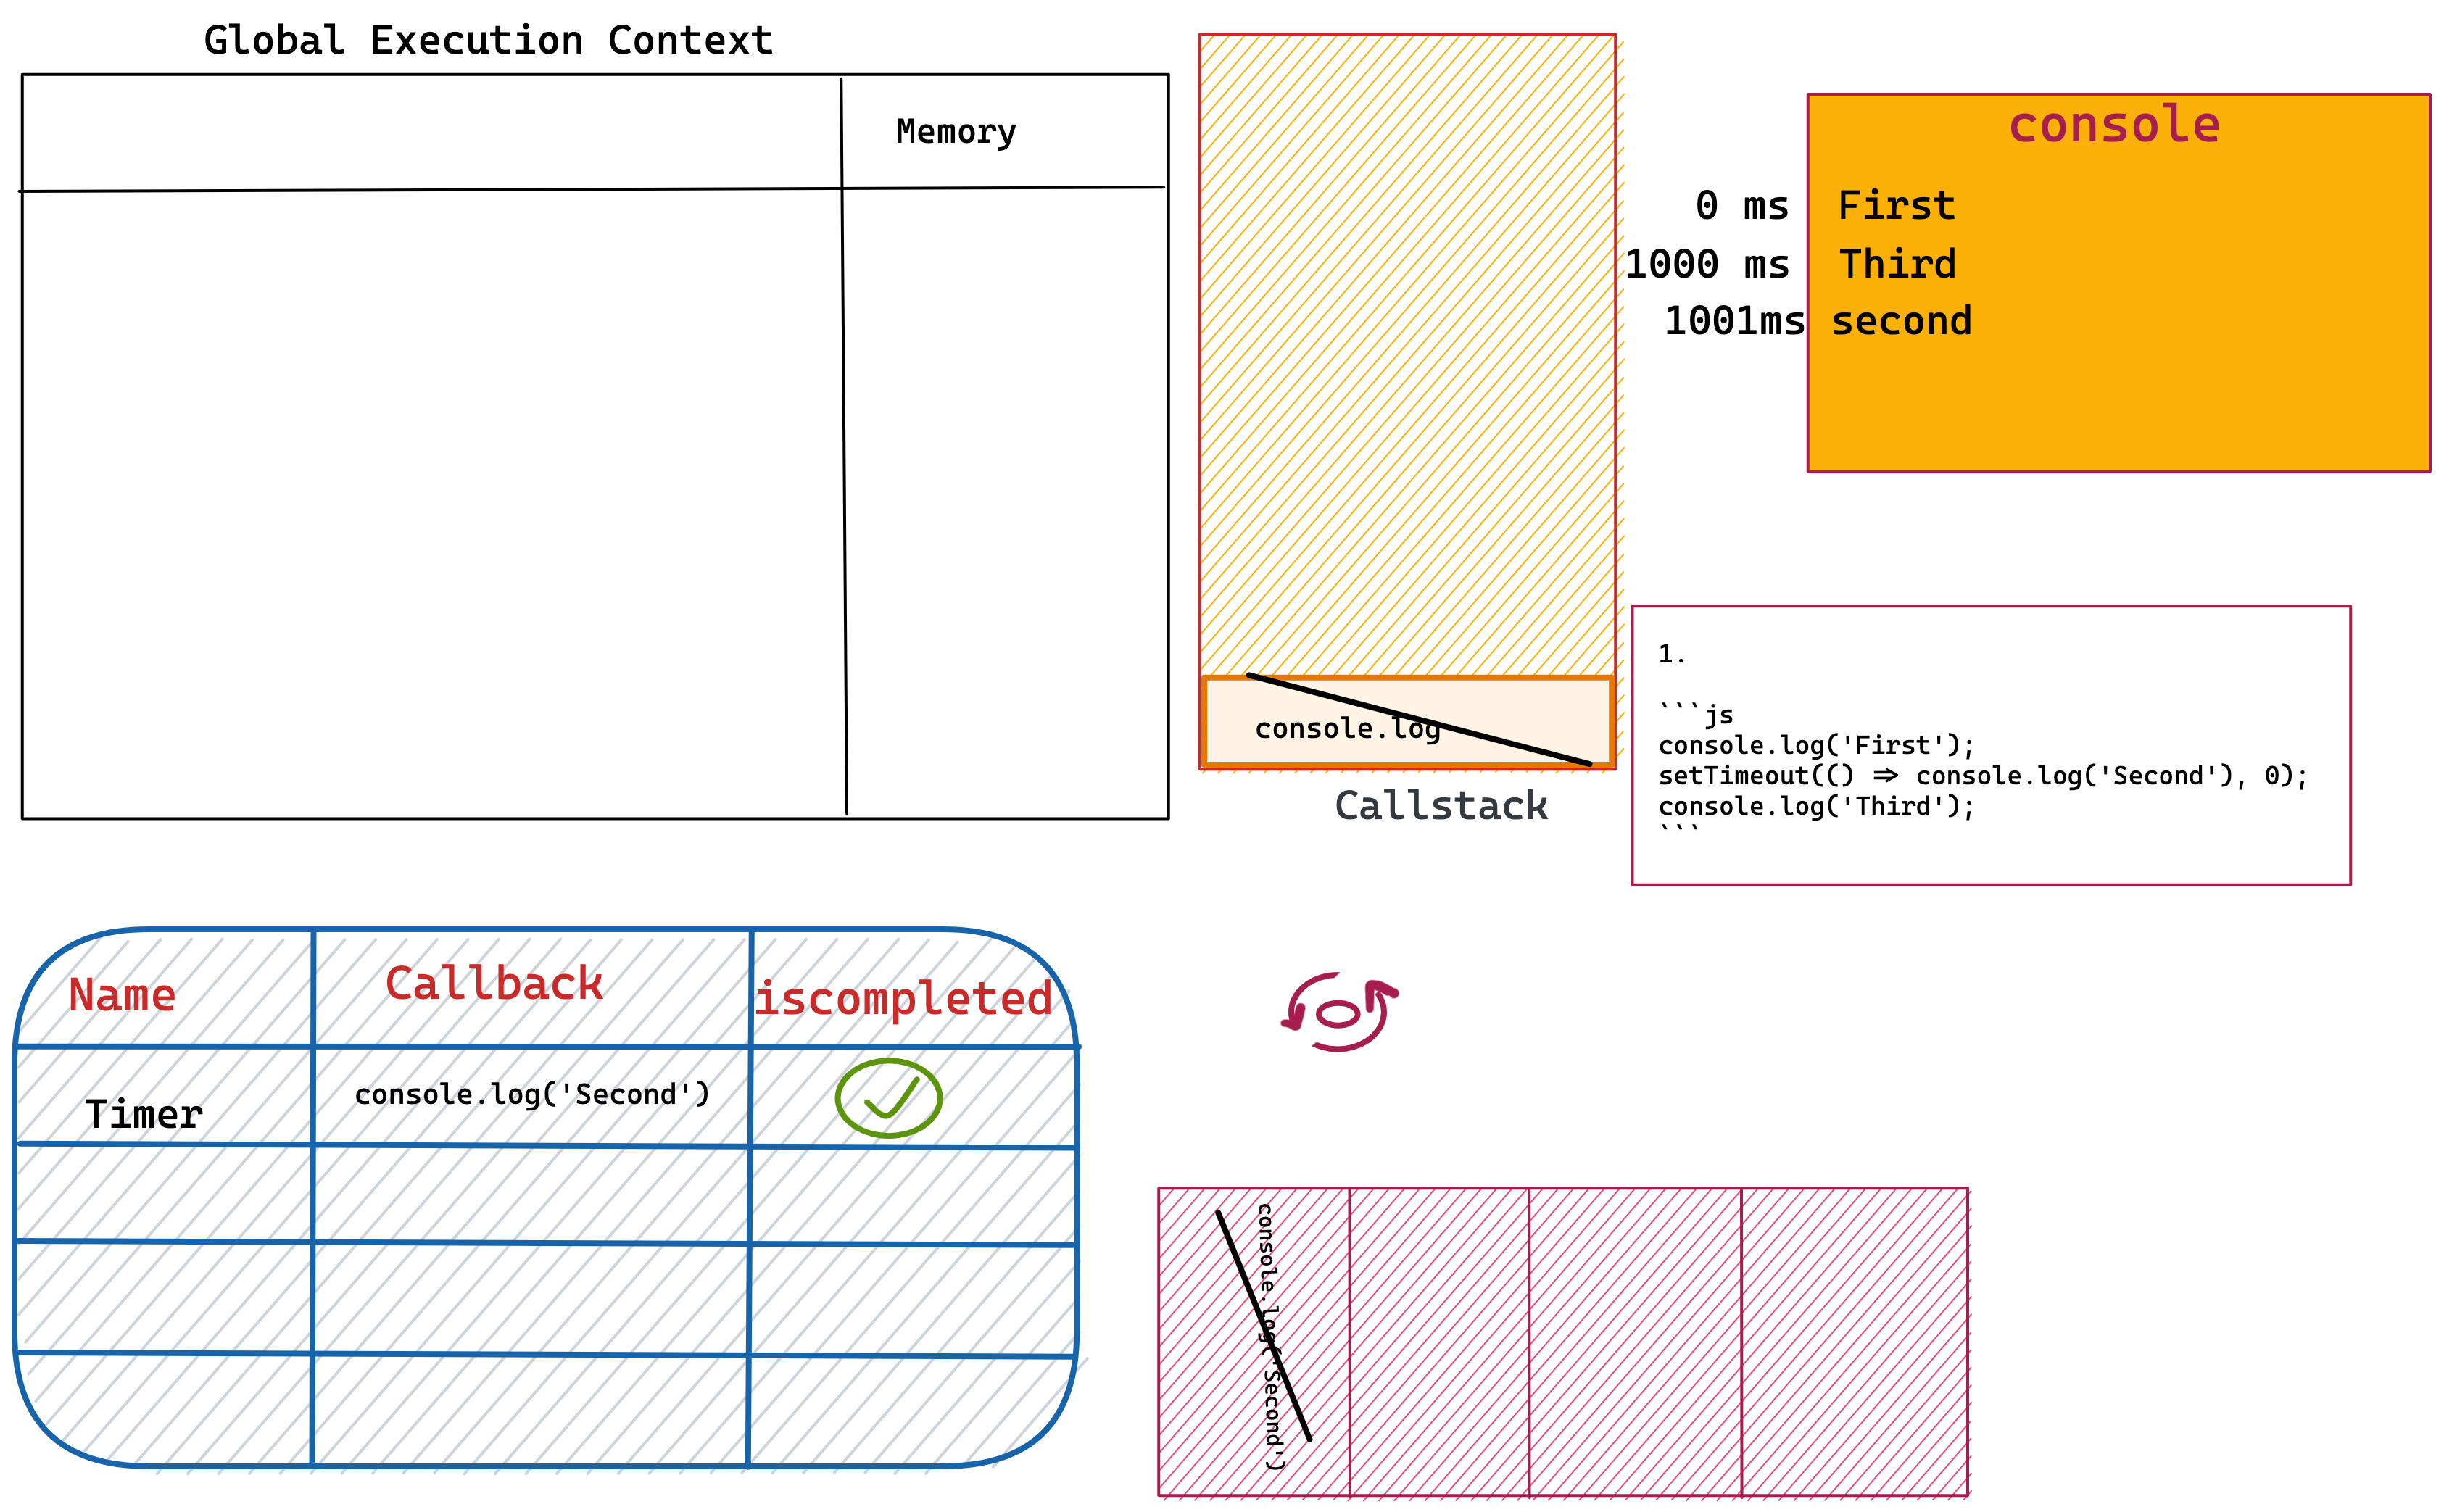 Global Execution Context
Memory
console
0 ms First
1000 ms Third
1001ms second
console.log
Callstack
1.
```js
console.log('First');
setTimeout(() => console.log('Second'), 0);
console.log('Third');
```
Name Callback iscompleted
Timer console.log('Second')
console.log('Second')